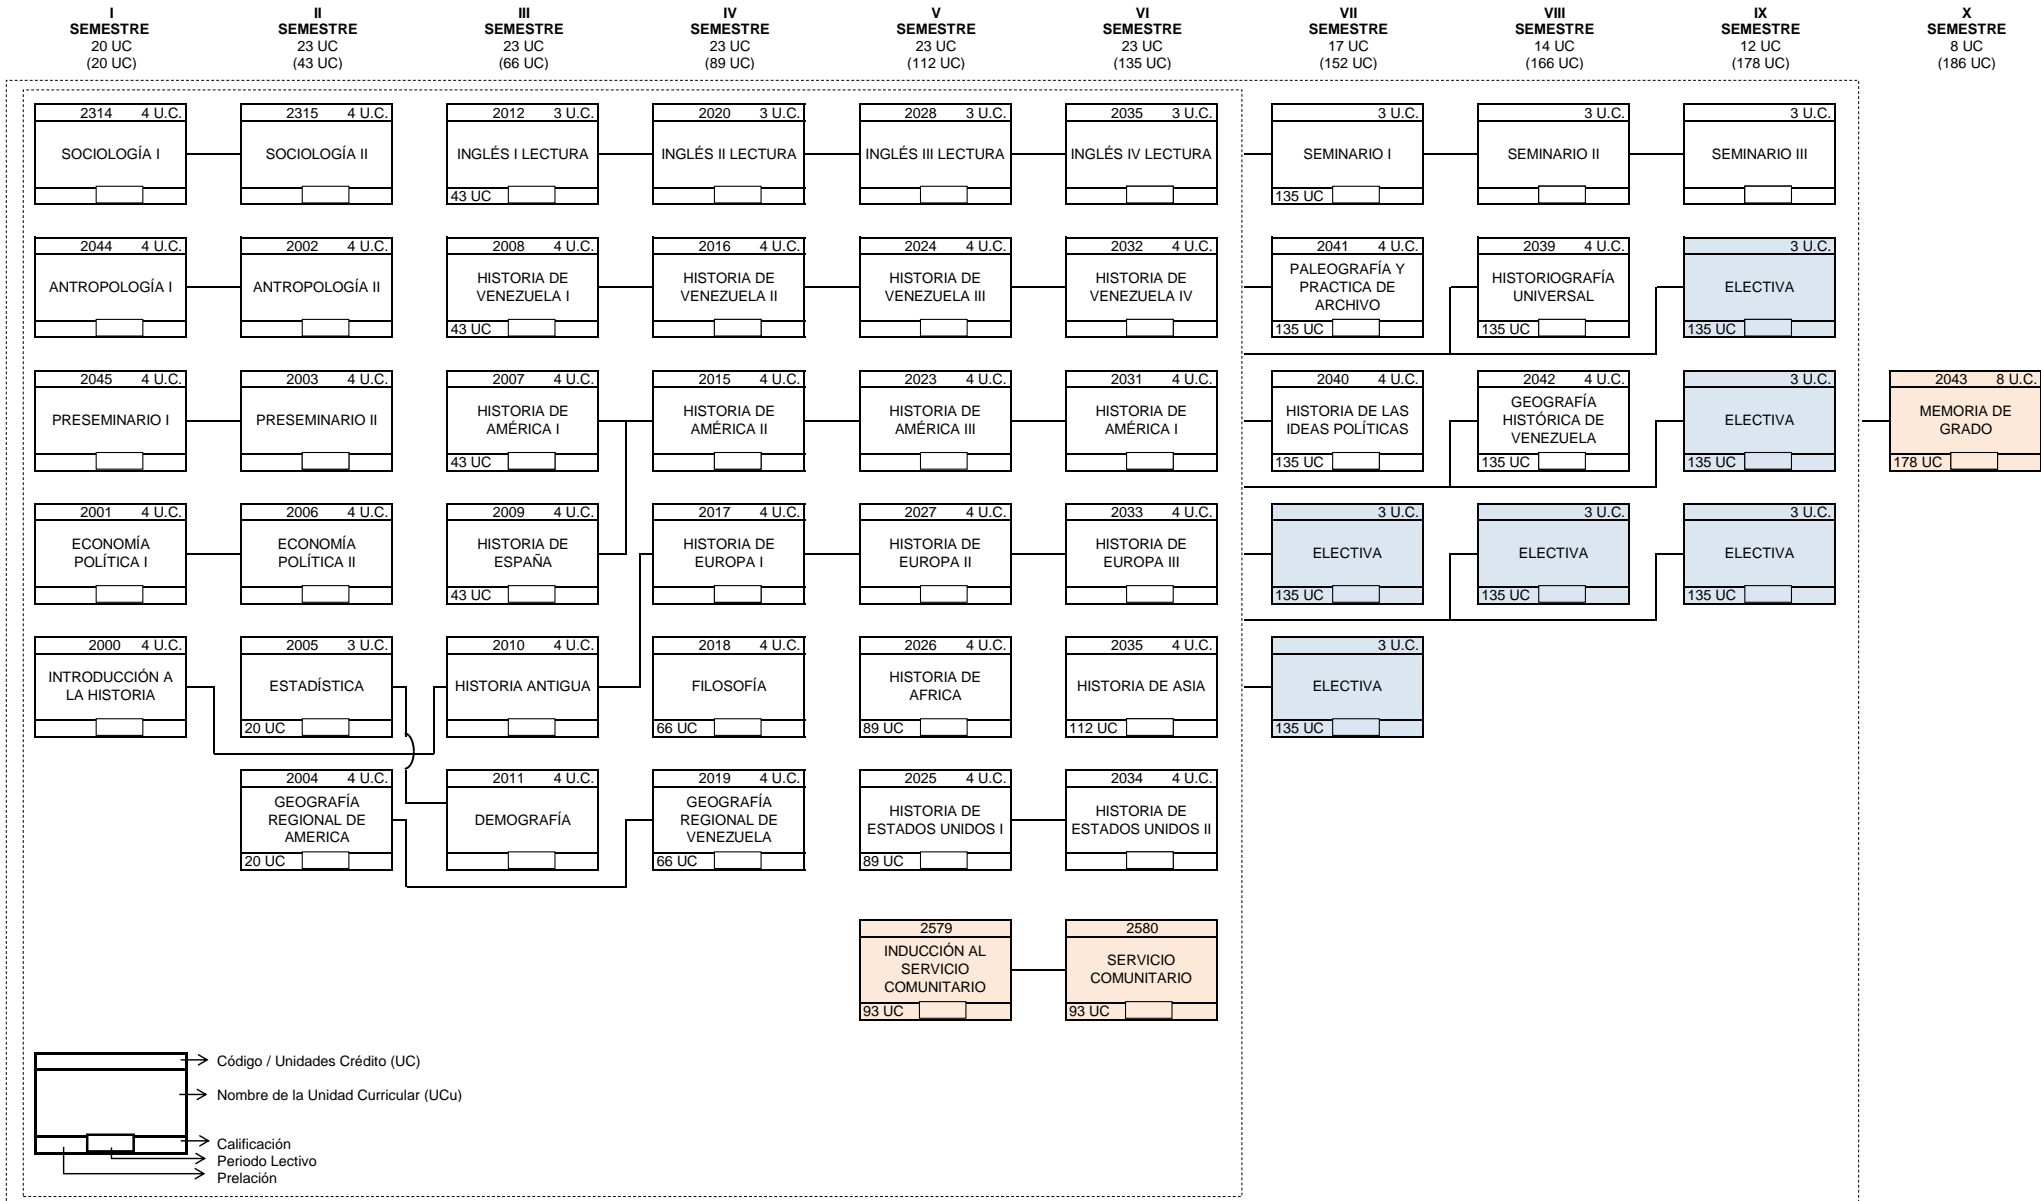 I
SEMESTRE
20 UC
(20 UC)
II
SEMESTRE
23 UC
(43 UC)
III
SEMESTRE
23 UC
(66 UC)
IV
SEMESTRE
23 UC
(89 UC)
V
SEMESTRE
23 UC
(112 UC)
VI
SEMESTRE
23 UC
(135 UC)
VII
SEMESTRE
17 UC
(152 UC)
VIII
SEMESTRE
14 UC
(166 UC)
IX
SEMESTRE
12 UC
(178 UC)
X
SEMESTRE
8 UC
(186 UC)
2314 4 U.C.
SOCIOLOGÍA I
2315 4 U.C.
SOCIOLOGÍA II
2012 3 U.C.
INGLÉS I LECTURA
43 UC
2020 3 U.C.
INGLÉS II LECTURA
2028 3 U.C.
INGLÉS III LECTURA
2035 3 U.C.
INGLÉS IV LECTURA
3 U.C.
SEMINARIO I
135 UC
3 U.C.
SEMINARIO II
3 U.C.
SEMINARIO III
2044 4 U.C.
ANTROPOLOGÍA I
2002 4 U.C.
ANTROPOLOGÍA II
2008 4 U.C.
HISTORIA DE
VENEZUELA I
43 UC
2016 4 U.C.
HISTORIA DE
VENEZUELA II
2024 4 U.C.
HISTORIA DE
VENEZUELA III
2032 4 U.C.
HISTORIA DE
VENEZUELA IV
2041 4 U.C.
PALEOGRAFÍA Y
PRACTICA DE
ARCHIVO
135 UC
2039 4 U.C.
HISTORIOGRAFÍA
UNIVERSAL
135 UC
3 U.C.
ELECTIVA
135 UC
2045 4 U.C.
PRESEMINARIO I
2003 4 U.C.
PRESEMINARIO II
2007 4 U.C.
HISTORIA DE
AMÉRICA I
43 UC
2015 4 U.C.
HISTORIA DE
AMÉRICA II
2023 4 U.C.
HISTORIA DE
AMÉRICA III
2031 4 U.C.
HISTORIA DE
AMÉRICA I
2040 4 U.C.
HISTORIA DE LAS
IDEAS POLÍTICAS
135 UC
2042 4 U.C.
GEOGRAFÍA
HISTÓRICA DE
VENEZUELA
135 UC
3 U.C.
ELECTIVA
135 UC
2043 8 U.C.
MEMORIA DE
GRADO
178 UC
2001 4 U.C.
ECONOMÍA
POLÍTICA I
2006 4 U.C.
ECONOMÍA
POLÍTICA II
2009 4 U.C.
HISTORIA DE
ESPAÑA
43 UC
2017 4 U.C.
HISTORIA DE
EUROPA I
2027 4 U.C.
HISTORIA DE
EUROPA II
2033 4 U.C.
HISTORIA DE
EUROPA III
3 U.C.
ELECTIVA
135 UC
3 U.C.
ELECTIVA
135 UC
3 U.C.
ELECTIVA
135 UC
2000 4 U.C.
INTRODUCCIÓN A
LA HISTORIA
2005 3 U.C.
ESTADÍSTICA
20 UC
2010 4 U.C.
HISTORIA ANTIGUA
2018 4 U.C.
FILOSOFÍA
66 UC
2026 4 U.C.
HISTORIA DE
AFRICA
89 UC
2035 4 U.C.
HISTORIA DE ASIA
112 UC
3 U.C.
ELECTIVA
135 UC
2004 4 U.C.
GEOGRAFÍA
REGIONAL DE
AMERICA
20 UC
2011 4 U.C.
DEMOGRAFÍA
2019 4 U.C.
GEOGRAFÍA
REGIONAL DE
VENEZUELA
66 UC
2025 4 U.C.
HISTORIA DE
ESTADOS UNIDOS I
89 UC
2034 4 U.C.
HISTORIA DE
ESTADOS UNIDOS II
2579
INDUCCIÓN AL
SERVICIO
COMUNITARIO
93 UC
2580
SERVICIO
COMUNITARIO
93 UC
Código / Unidades Crédito (UC)
Nombre de la Unidad Curricular (UCu)
Calificación
Periodo Lectivo
Prelación